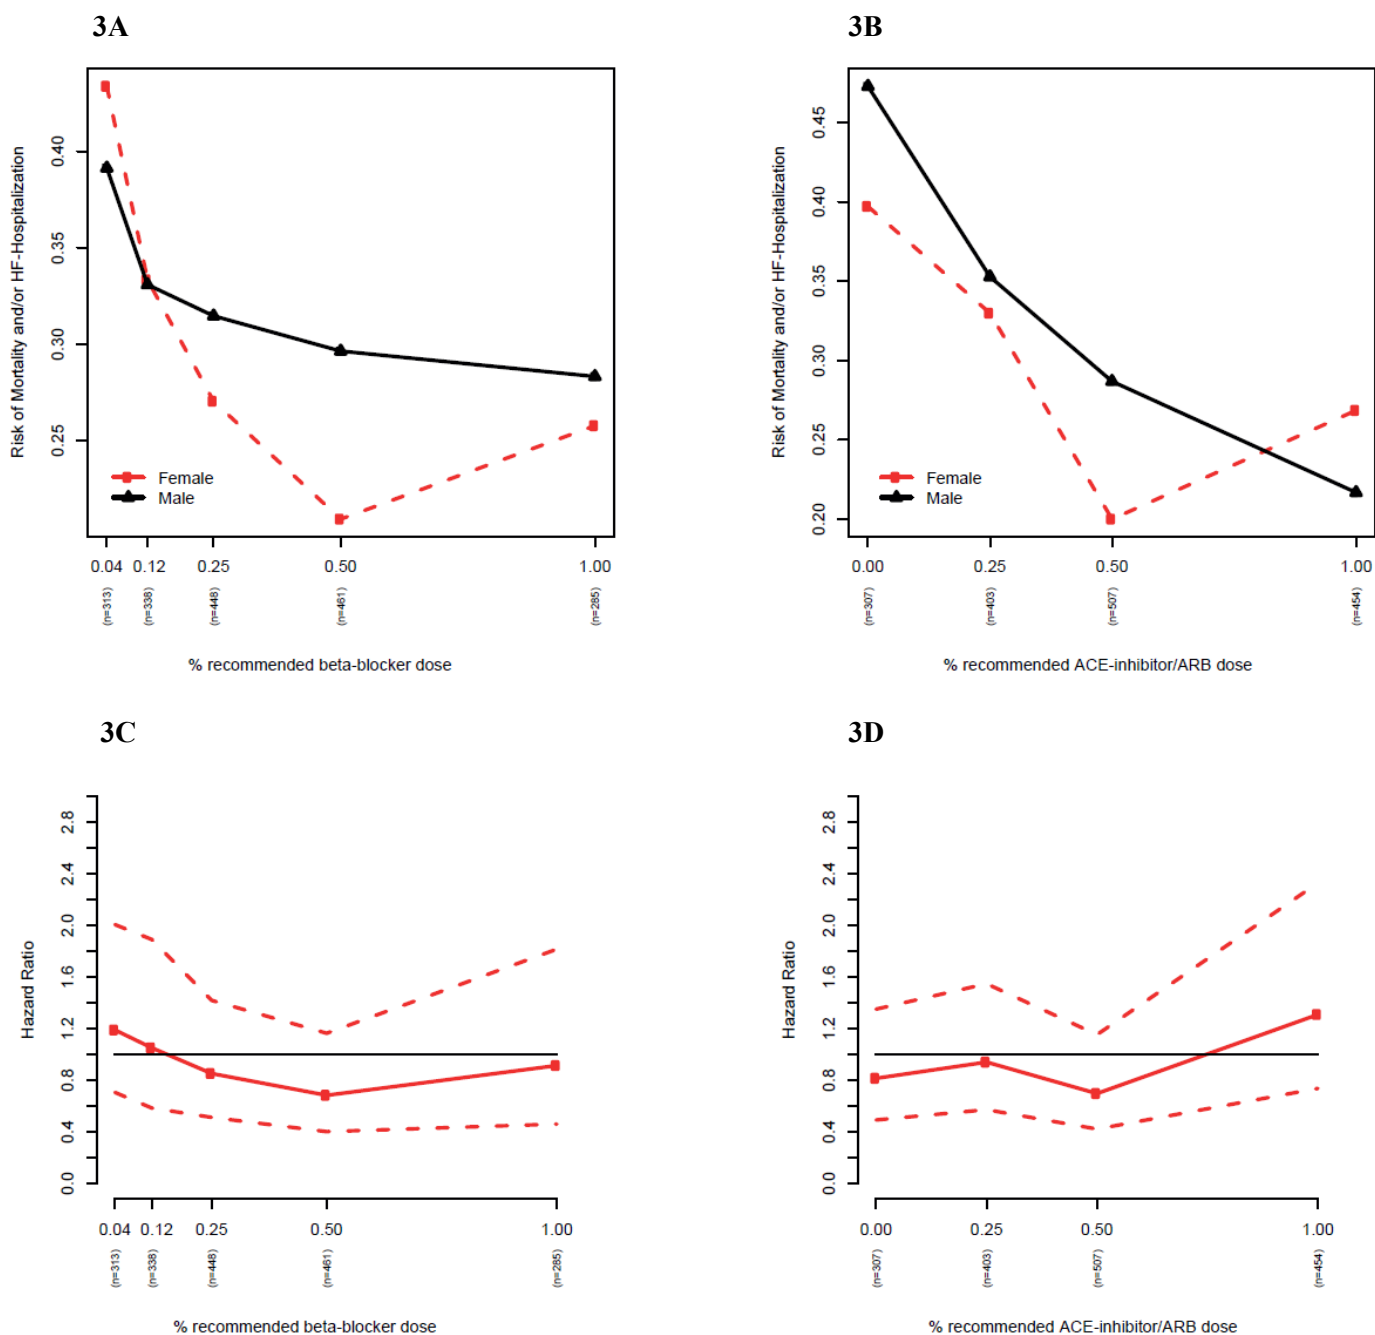 3A
Risk of Mortality and/or HF-Hospitalization
0.40
0.35
0.30
0.25
Female
Male
0.04 0.12 0.25 0.50 1.00
(n=313) (n=338) (n=448) (n=461) (n=285)
% recommended beta-blocker dose
3B
Risk of Mortality and/or HF-Hospitalization
0.45
0.40
0.35
0.30
0.25
0.20
Female
Male
0.00 0.25 0.50 1.00
(n=307) (n=403) (n=507) (n=454)
% recommended ACE-inhibitor/ARB dose
3C
Hazard Ratio
2.8
2.4
2.0
1.6
1.2
0.8
0.4
0.0
0.04 0.12 0.25 0.50 1.00
(n=313) (n=338) (n=448) (n=461) (n=285)
% recommended beta-blocker dose
3D
Hazard Ratio
2.8
2.4
2.0
1.6
1.2
0.8
0.4
0.0
0.00 0.25 0.50 1.00
(n=307) (n=403) (n=507) (n=454)
% recommended ACE-inhibitor/ARB dose